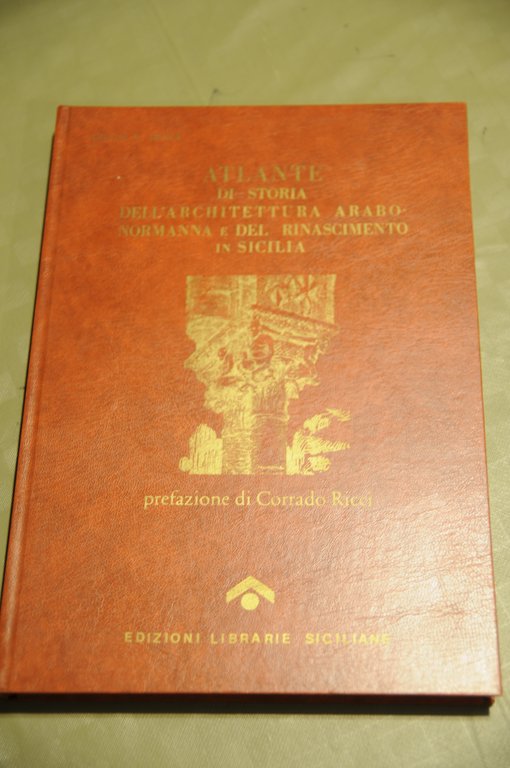 ATLANTE
DI STORIA
DELL'ARCHITETTURA ARABO-
NORMANNA E DEL RINASCIMENTO
IN SICILIA
prefazione di Corrado Ricci
EDIZIONI LIBRARIE SICILIANE